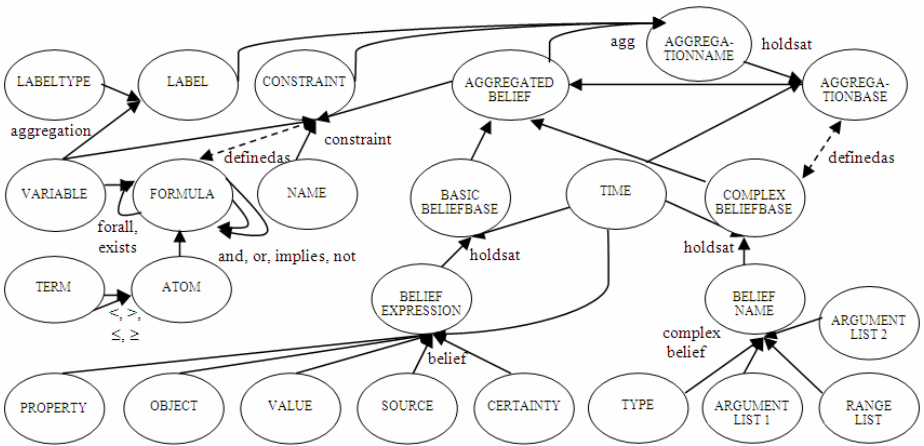 agg
AGGREGA-
TIONNAME
holdsat
LABELTYPE
LABEL
CONSTRAINT
AGGREGATED
BELIEF
AGGREGA-
TIONBASE
aggregation
constraint
definedas
definedas
VARIABLE
FORMULA
NAME
BASIC
BELIEFBASE
TIME
COMPLEX
BELIEFBASE
forall,
exists
and, or, implies, not
holdsat
holdsat
TERM
ATOM
<, >,
≤, ≥
BELIEF
EXPRESSION
BELIEF
NAME
ARGUMENT
LIST 2
belief
complex
belief
PROPERTY
OBJECT
VALUE
SOURCE
CERTAINTY
TYPE
ARGUMENT
LIST 1
RANGE
LIST